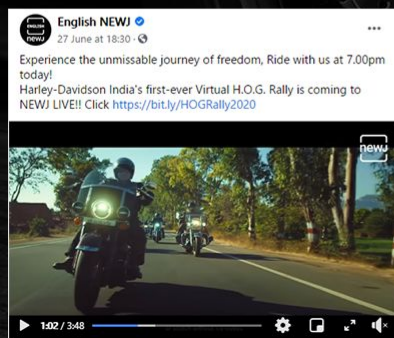 English NEWJ
ENGLISH
newj
27 June at 18:30 ·
Experience the unmissable journey of freedom, Ride with us at 7.00pm
today!
Harley-Davidson India's first-ever Virtual H.O.G. Rally is coming to
NEWJ LIVE!! Click https://bit.ly/HOGRally2020
newj
1:02 / 3:48